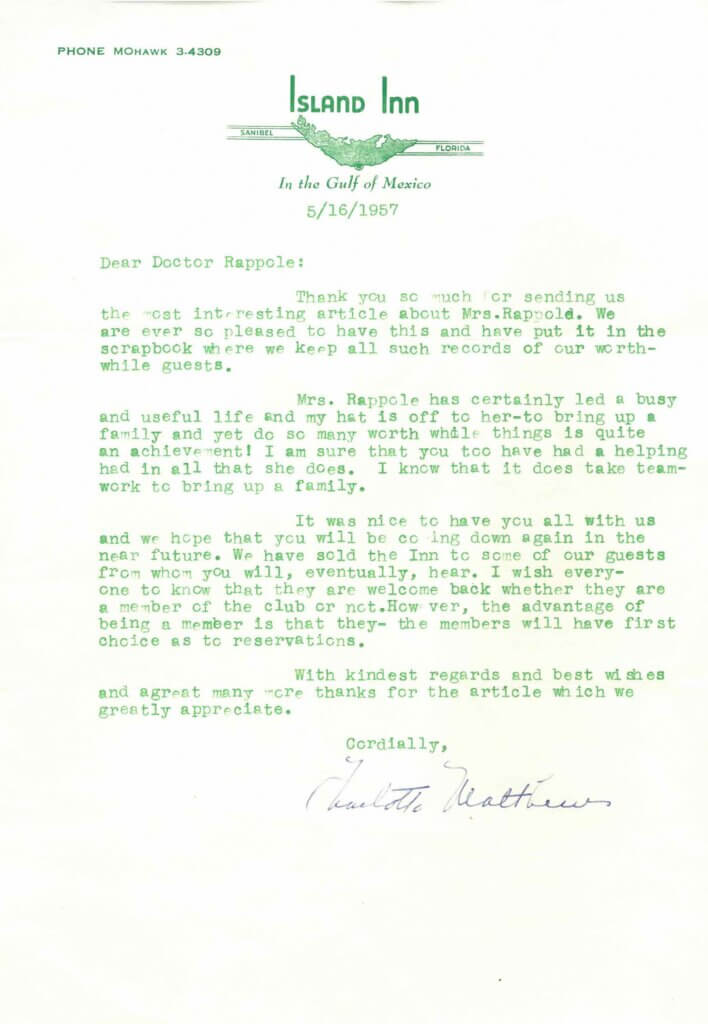 PHONE MOHAWK 3-4309
ISLAND INN
SANIBEL
FLORIDA
In the Gulf of Mexico
5/16/1957
Dear Doctor Rappole:
Thank you so much for sending us
the most interesting article about Mrs.Rappold. We
are ever so pleased to have this and have put it in the
scrapbook where we keep all such records of our worth-
while guests.
Mrs. Rappole has certainly led a busy
and useful life and my hat is off to her-to bring up a
family and yet do so many worth while things is quite
an achievement! I am sure that you too have had a helping
had in all that she does. I know that it does take team-
work to bring up a family.
It was nice to have you all with us
and we hope that you will be coming down again in the
near future. We have sold the Inn to some of our guests
from whom you will, eventually, hear. I wish every-
one to know that they are welcome back whether they are
a member of the club or not.However, the advantage of
being a member is that they- the members will have first
choice as to reservations.
With kindest regards and best wishes
and agreat many more thanks for the article which we
greatly appreciate.
Cordially,
Charlotta Matthews